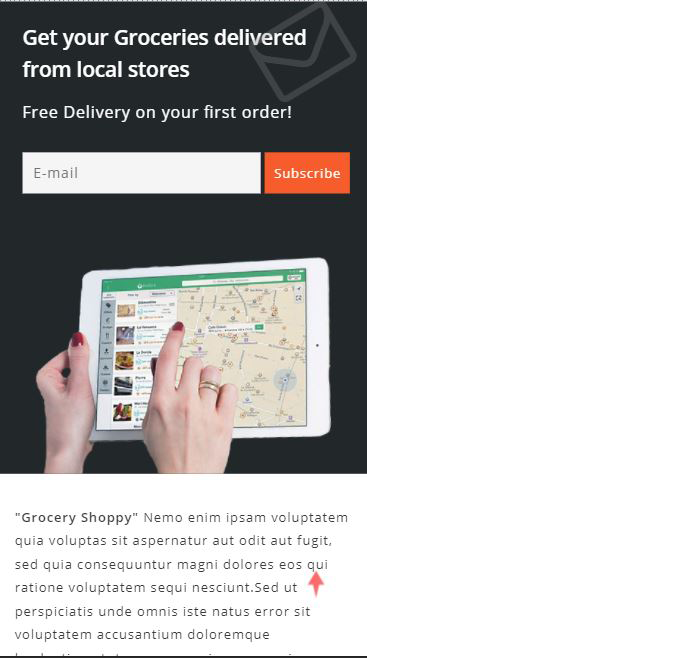 Get your Groceries delivered
from local stores
Free Delivery on your first order!
E-mail
Subscribe
"Grocery Shoppy" Nemo enim ipsam voluptatem
quia voluptas sit aspernatur aut odit aut fugit,
sed quia consequuntur magni dolores eos qui
ratione voluptatem sequi nesciunt.Sed ut
perspiciatis unde omnis iste natus error sit
voluptatem accusantium doloremque